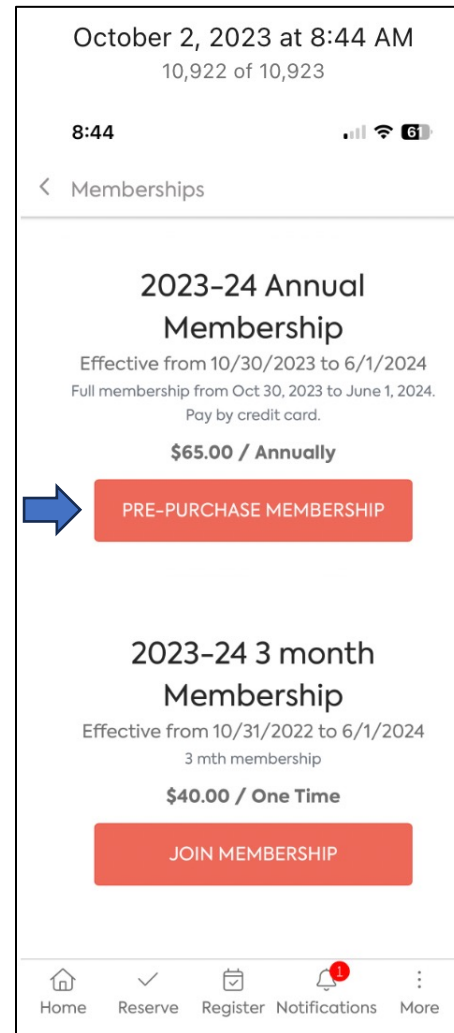 October 2, 2023 at 8:44 AM
10,922 of 10,923
8:44
61
Memberships
2023-24 Annual
Membership
Effective from 10/30/2023 to 6/1/2024
Full membership from Oct 30, 2023 to June 1, 2024.
Pay by credit card.
$65.00 / Annually
PRE-PURCHASE MEMBERSHIP
2023-24 3 month
Membership
Effective from 10/31/2022 to 6/1/2024
3 mth membership
$40.00 / One Time
JOIN MEMBERSHIP
1
Home Reserve Register Notifications More